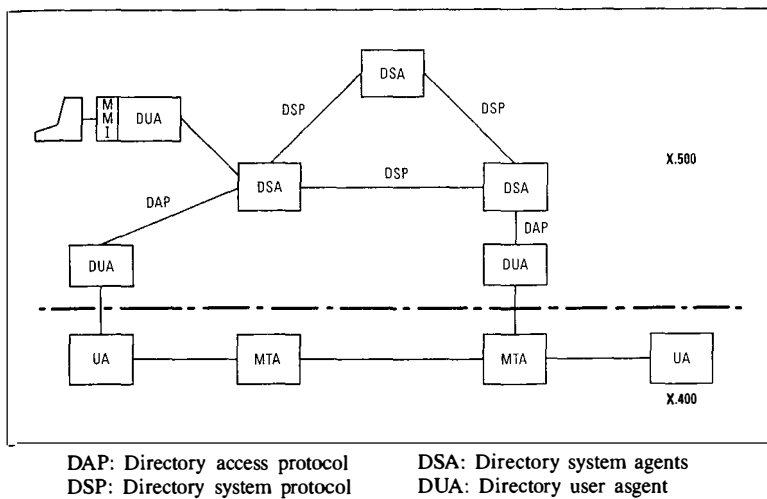 DSA
DSP
DSP
M
M
I
DUA
X.500
DSA
DSP
DSA
DAP
DAP
DUA
DUA
UA
MTA
MTA
UA
X.400
DAP: Directory access protocol
DSA: Directory system agents
DSP: Directory system protocol
DUA: Directory user asgent